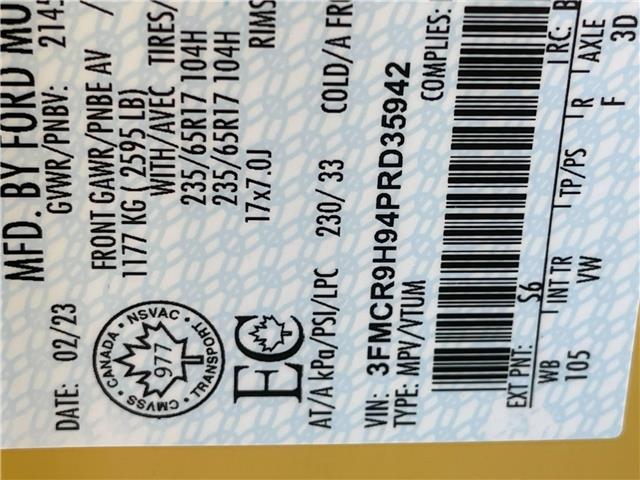 MFD. BY FORD MO
DATE: 02/23 GVWR/PNBV: 2145
FRONT GAWR/PNBE AV /
1177 KG ( 2595 LB)
WITH/AVEC TIRES/
235/65R17 104H
235/65R17 104H
17x7.0J RIMS
CANADA • NSVAC • TRANSPORT • CMVSS •
977
EC
AT/A kPa/PSI/LPC 230/ 33 COLD/A FR
VIN: 3FMCR9H94PRD35942 COMPLIES:
TYPE: MPV/VTUM
EXT PNT: S6 RC: B
WB INT TR TP/PS R AXLE
105 VW F 3D